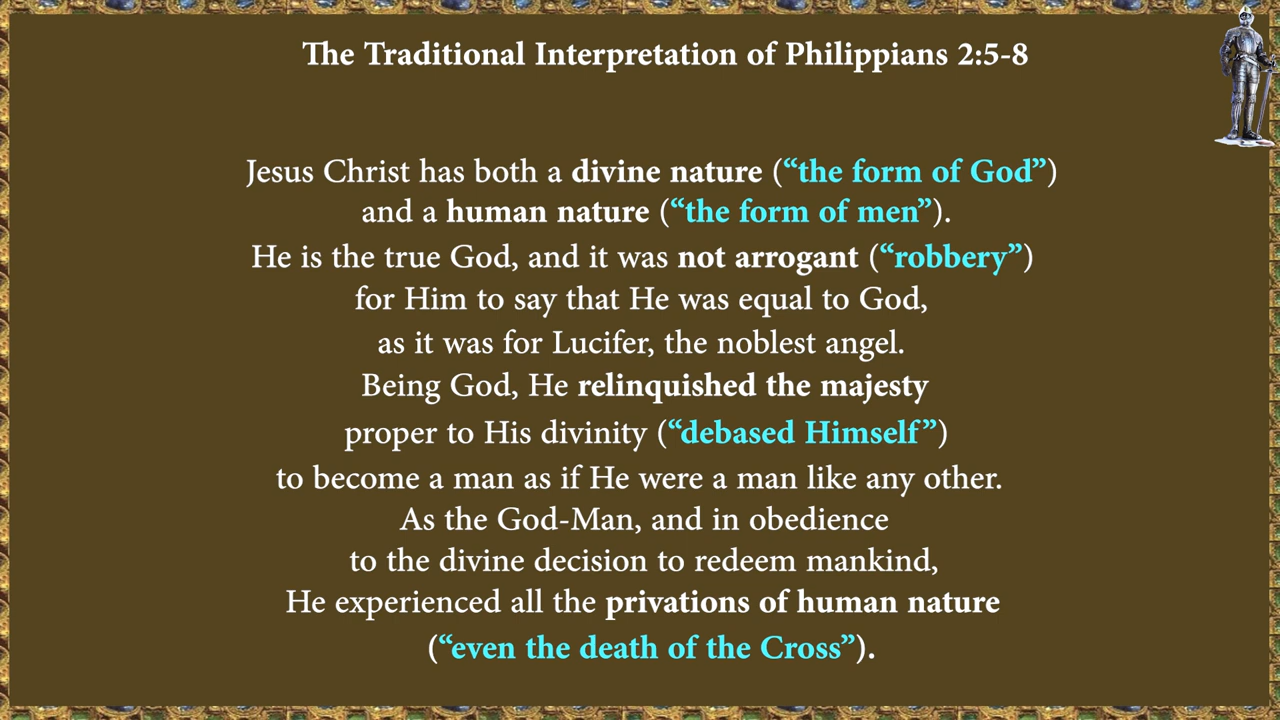 The Traditional Interpretation of Philippians 2:5-8
Jesus Christ has both a divine nature (“the form of God”)
and a human nature (“the form of men”).
He is the true God, and it was not arrogant (“robbery”)
for Him to say that He was equal to God,
as it was for Lucifer, the noblest angel.
Being God, He relinquished the majesty
proper to His divinity (“debased Himself”)
to become a man as if He were a man like any other.
As the God-Man, and in obedience
to the divine decision to redeem mankind,
He experienced all the privations of human nature
(“even the death of the Cross”).